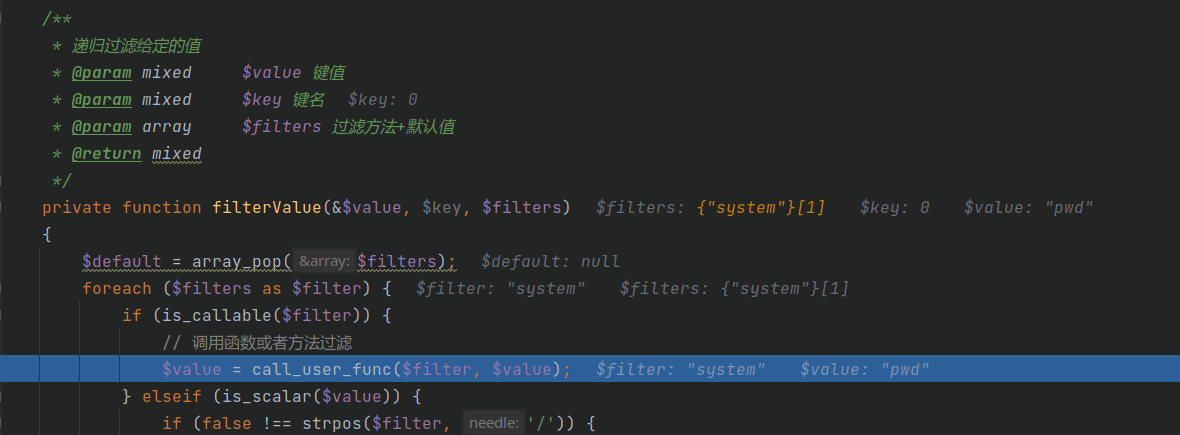 /**
* 递归过滤给定的值
* @param mixed $value 键值
* @param mixed $key 键名 $key: 0
* @param array $filters 过滤方法+默认值
* @return mixed
*/
private function filterValue(&$value, $key, $filters) $filters: {"system"}[1] $key: 0 $value: "pwd"
{
$default = array_pop( &array: $filters); $default: null
foreach ($filters as $filter) { $filter: "system" $filters: {"system"}[1]
if (is_callable($filter)) {
// 调用函数或者方法过滤
$value = call_user_func($filter, $value); $filter: "system" $value: "pwd"
} elseif (is_scalar($value)) {
if (false !== strpos($filter, needle: '/')) {